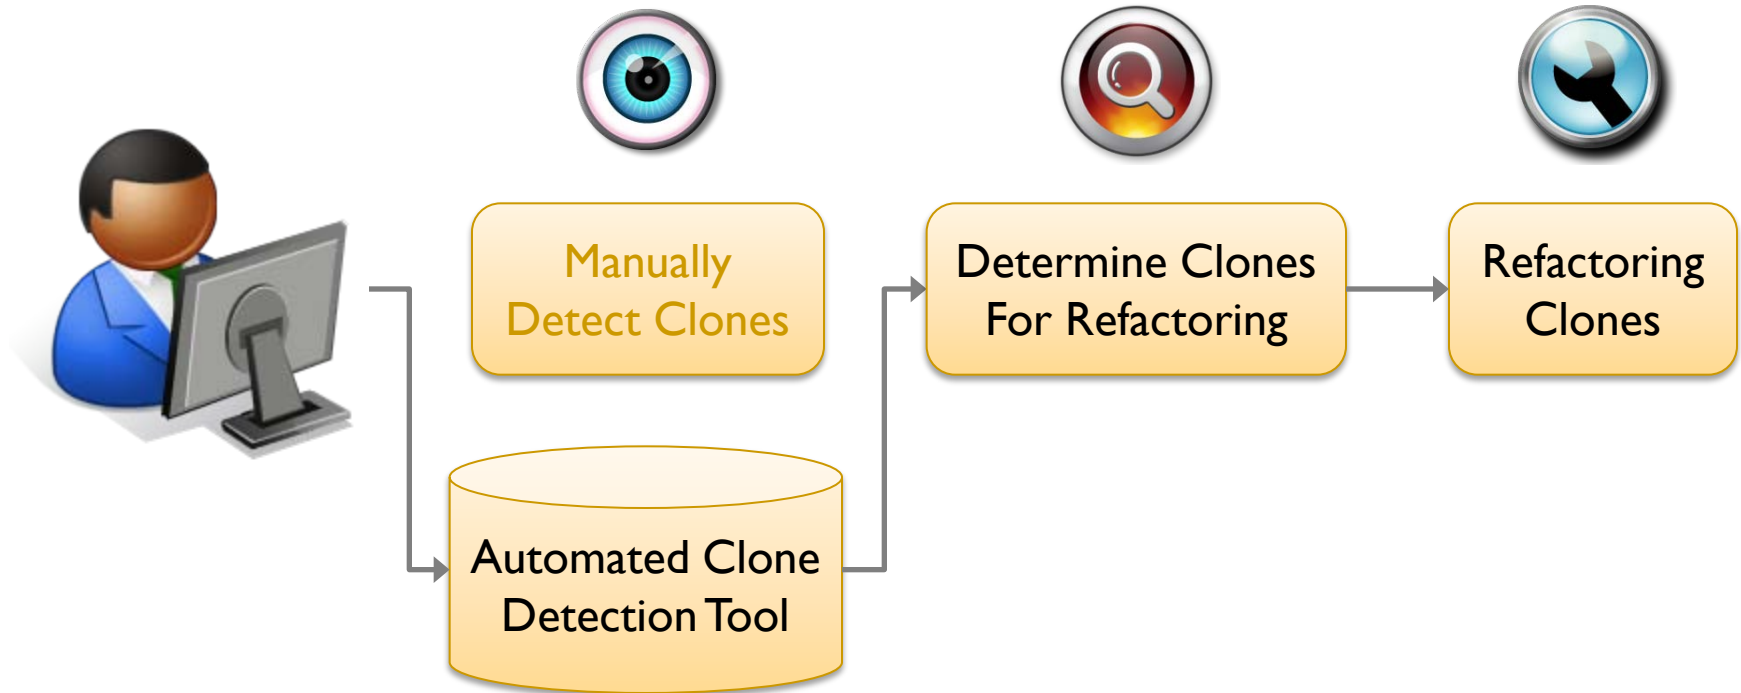 Manually
Detect Clones
Determine Clones
For Refactoring
Refactoring
Clones
Automated Clone
Detection Tool